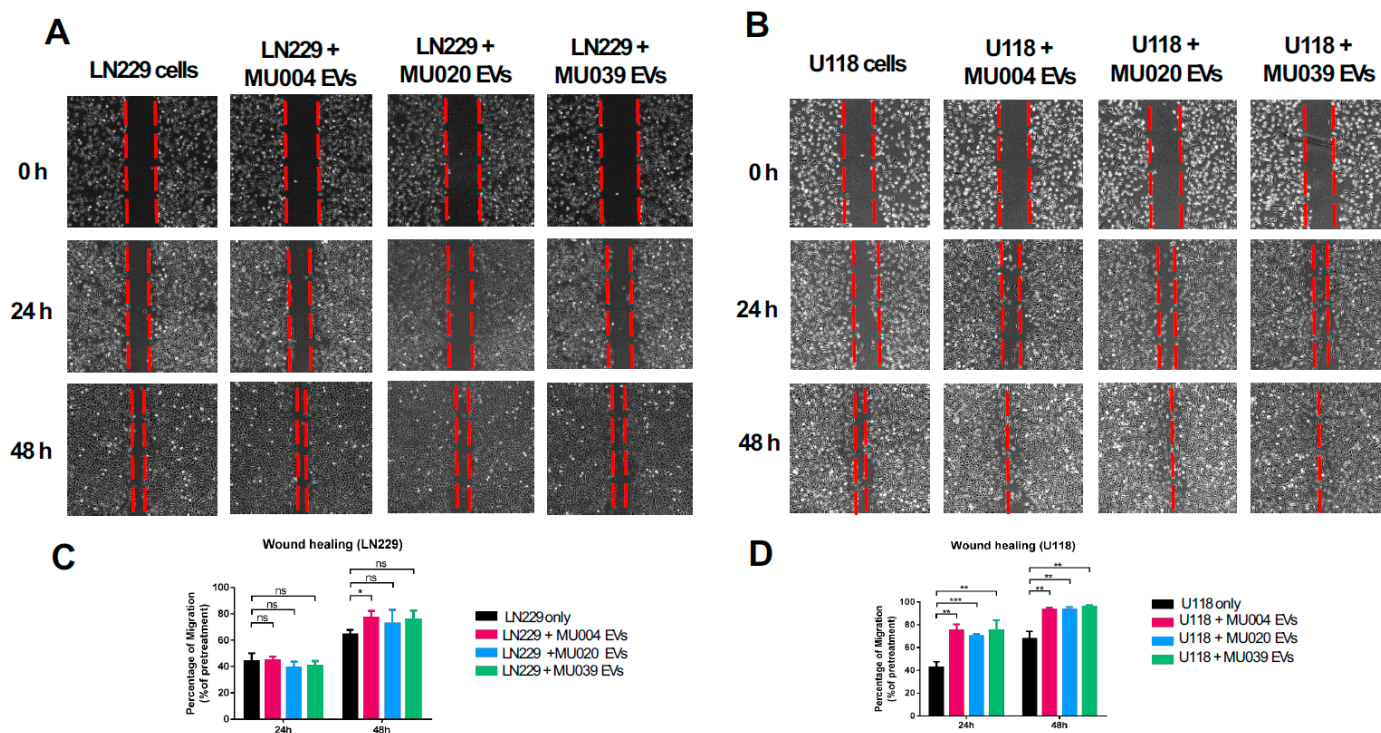 A
LN229 cells
LN229 +
MU004 EVs
LN229 +
MU020 EVs
LN229 +
MU039 EVs
0 h
24 h
48 h
B
U118 cells
U118 +
MU004 EVs
U118 +
MU020 EVs
U118 +
MU039 EVs
0 h
24 h
48 h
C
Wound healing (LN229)
Percentage of Migration
(% of pretreatment)
100
80
60
40
20
0
ns
ns
ns
ns
ns
*
24h
48h
LN229 only
LN229 + MU004 EVs
LN229 +MU020 EVs
LN229 + MU039 EVs
D
Wound healing (U118)
Percentage of Migration
(% of pretreatment)
100
80
60
40
20
0
**
***
**
**
**
**
24h
48h
U118 only
U118 + MU004 EVs
U118 + MU020 EVs
U118 + MU039 EVs